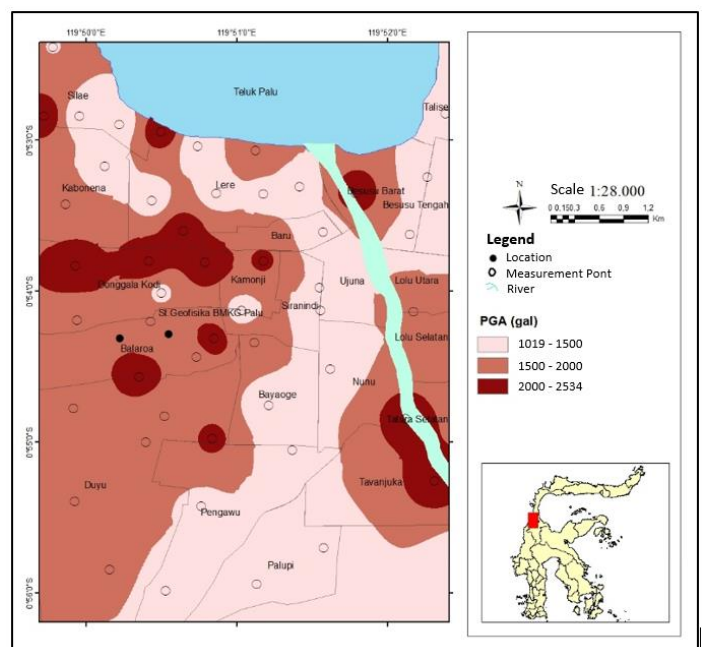 119°50'0"E 119°51'0"E 119°52'0"E
Teluk Palu
Silae
Talise
0°53'0"S
Kabonena
Lere
Besusu Barat
Besusu Tengah
Baru
Donggala Kodi
Kamonji
Ujuna
Lolu Utara
0°54'0"S
Siranindi
St Geofisika BMKG Palu
Lolu Selatan
Balaroa
Nunu
Bayaoge
Tatura Selatan
0°55'0"S
Duyu
Tavanjuka
Pengawu
Palupi
0°56'0"S
N
Scale 1:28.000
0 0.150.3 0.6 0.9 1.2
Km
Legend
Location
Measurement Pont
River
PGA (gal)
1019 - 1500
1500 - 2000
2000 - 2534